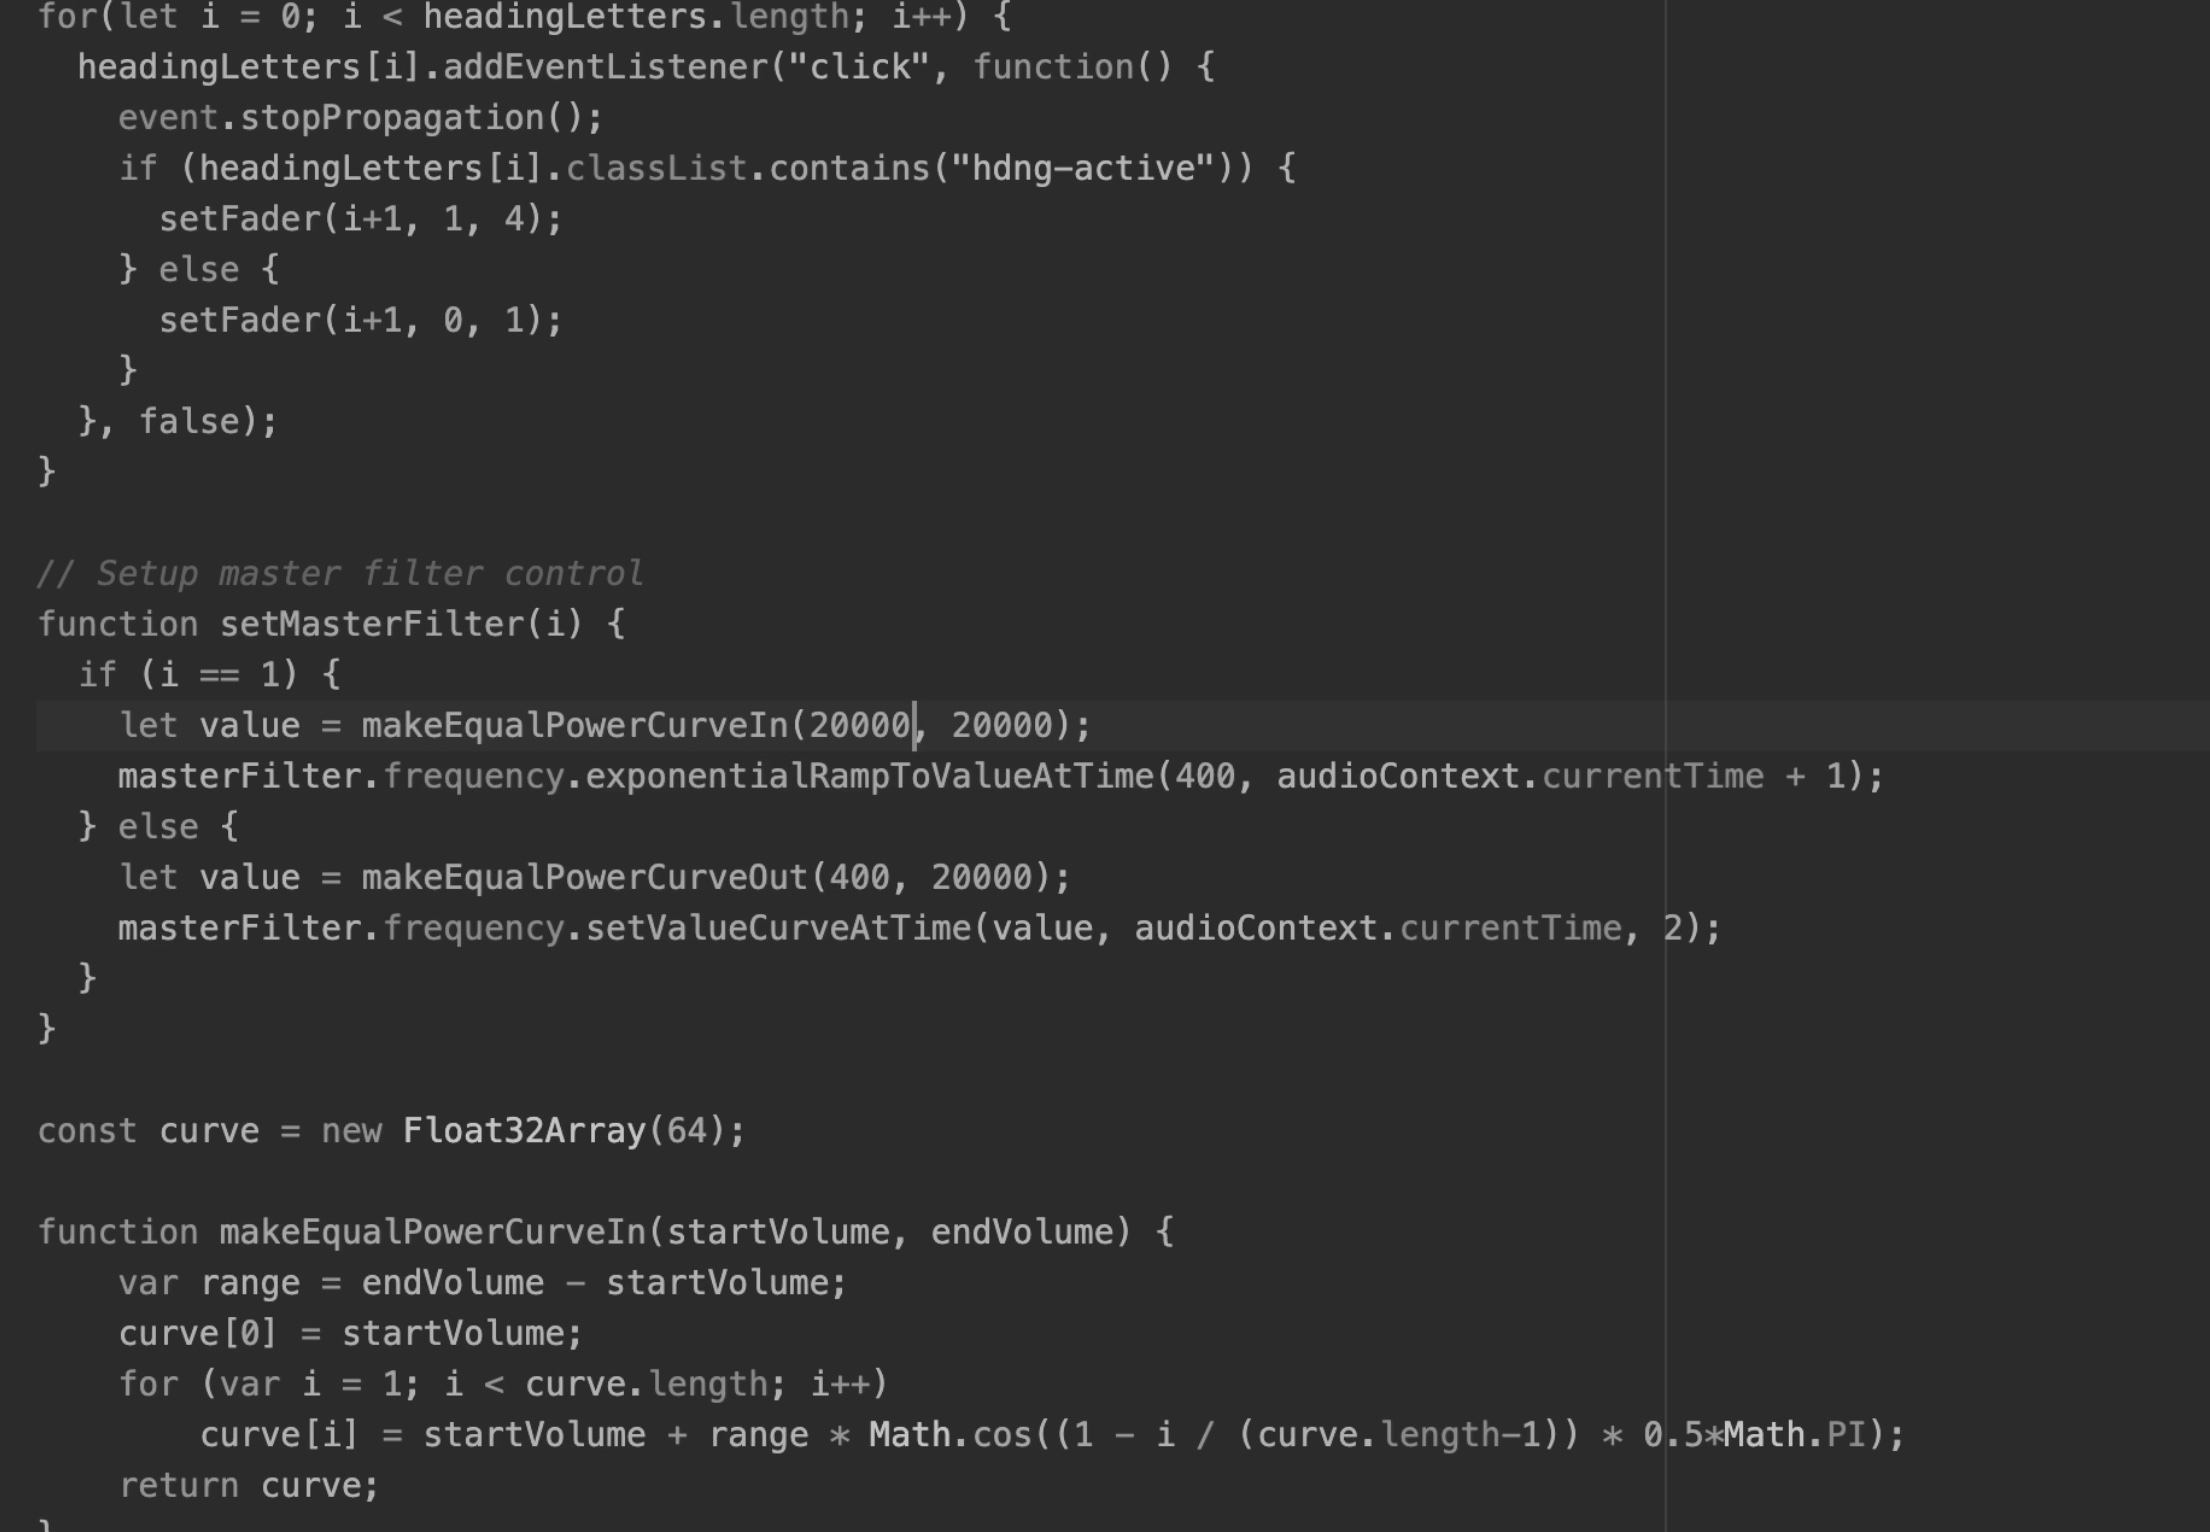 for(let i = 0; i < headingLetters.length; i++) {
  headingLetters[i].addEventListener("click", function() {
    event.stopPropagation();
    if (headingLetters[i].classList.contains("hdng-active")) {
      setFader(i+1, 1, 4);
    } else {
      setFader(i+1, 0, 1);
    }
  }, false);
}

// Setup master filter control
function setMasterFilter(i) {
  if (i == 1) {
    let value = makeEqualPowerCurveIn(20000, 20000);
    masterFilter.frequency.exponentialRampToValueAtTime(400, audioContext.currentTime + 1);
  } else {
    let value = makeEqualPowerCurveOut(400, 20000);
    masterFilter.frequency.setValueCurveAtTime(value, audioContext.currentTime, 2);
  }
}

const curve = new Float32Array(64);

function makeEqualPowerCurveIn(startVolume, endVolume) {
    var range = endVolume - startVolume;
    curve[0] = startVolume;
    for (var i = 1; i < curve.length; i++)
        curve[i] = startVolume + range * Math.cos((1 - i / (curve.length-1)) * 0.5*Math.PI);
    return curve;
}